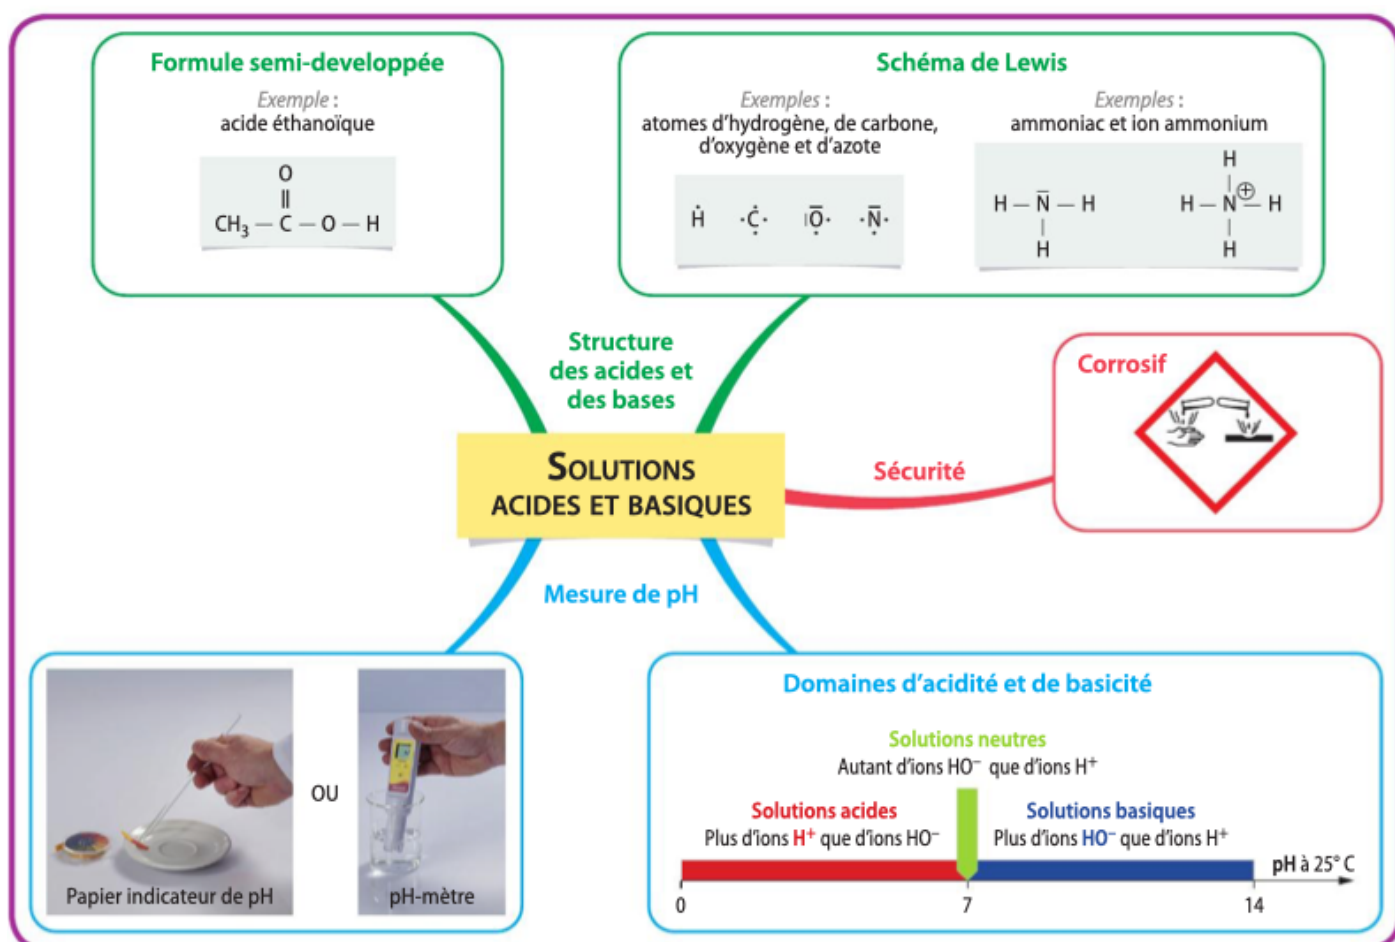 Formule semi-developpée
Exemple :
acide éthanoïque
O
||
CH₃ — C — O — H
Schéma de Lewis
Exemples :
atomes d'hydrogène, de carbone,
d'oxygène et d'azote
H C O N
Exemples :
ammoniac et ion ammonium
H — N — H
H
H
H — N⊕ — H
H
Structure
des acides et
des bases
SOLUTIONS
ACIDES ET BASIQUES
Sécurité
Corrosif
Mesure de pH
Papier indicateur de pH
OU
pH-mètre
Domaines d'acidité et de basicité
Solutions neutres
Autant d'ions HO⁻ que d'ions H⁺
Solutions acides
Plus d'ions H⁺ que d'ions HO⁻
Solutions basiques
Plus d'ions HO⁻ que d'ions H⁺
pH à 25° C
0 7 14